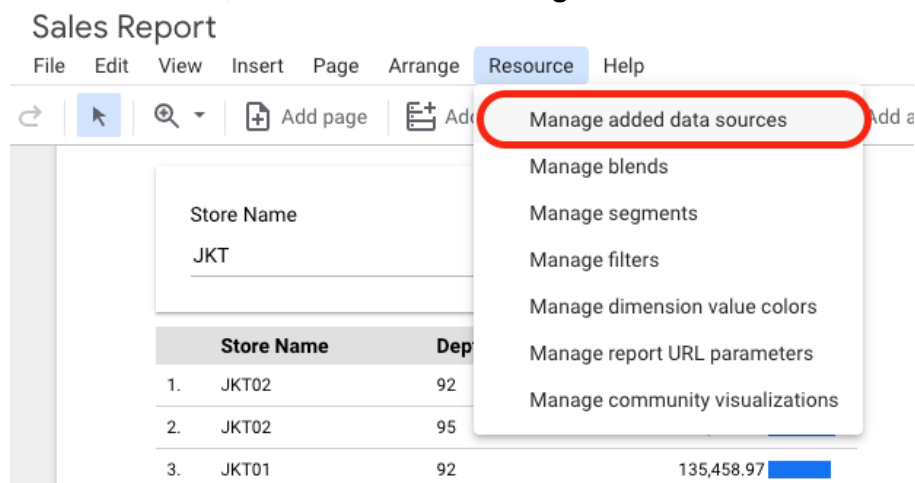 Sales Report
File Edit View Insert Page Arrange Resource Help
Add page
Manage added data sources
Manage blends
Manage segments
Manage filters
Manage dimension value colors
Manage report URL parameters
Manage community visualizations
Store Name
JKT
Store Name
1. JKT02 92
2. JKT02 95
3. JKT01 92 135,458.97